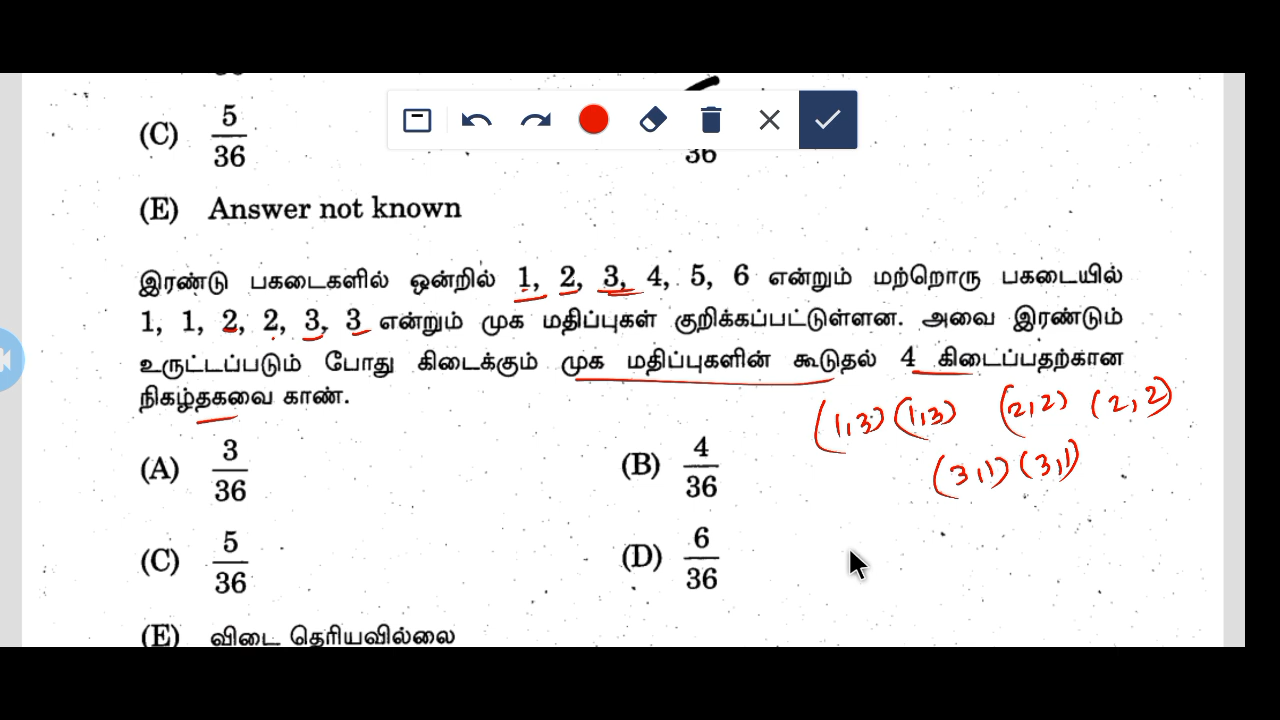 (C) 5/36
36
(E) Answer not known
இரண்டு பகடைகளில் ஒன்றில் 1, 2, 3, 4, 5, 6 என்றும் மற்றொரு பகடையில்
1, 1, 2, 2, 3, 3 என்றும் முக மதிப்புகள் குறிக்கப்பட்டுள்ளன. அவை இரண்டும்
உருட்டப்படும் போது கிடைக்கும் முக மதிப்புகளின் கூடுதல் 4 கிடைப்பதற்கான
நிகழ்தகவை காண்.
(1,3) (1,3) (2,2) (2,2)
(3,1) (3,1)
(A) 3/36 (B) 4/36
(C) 5/36 (D) 6/36
(E) விடை தெரியவில்லை